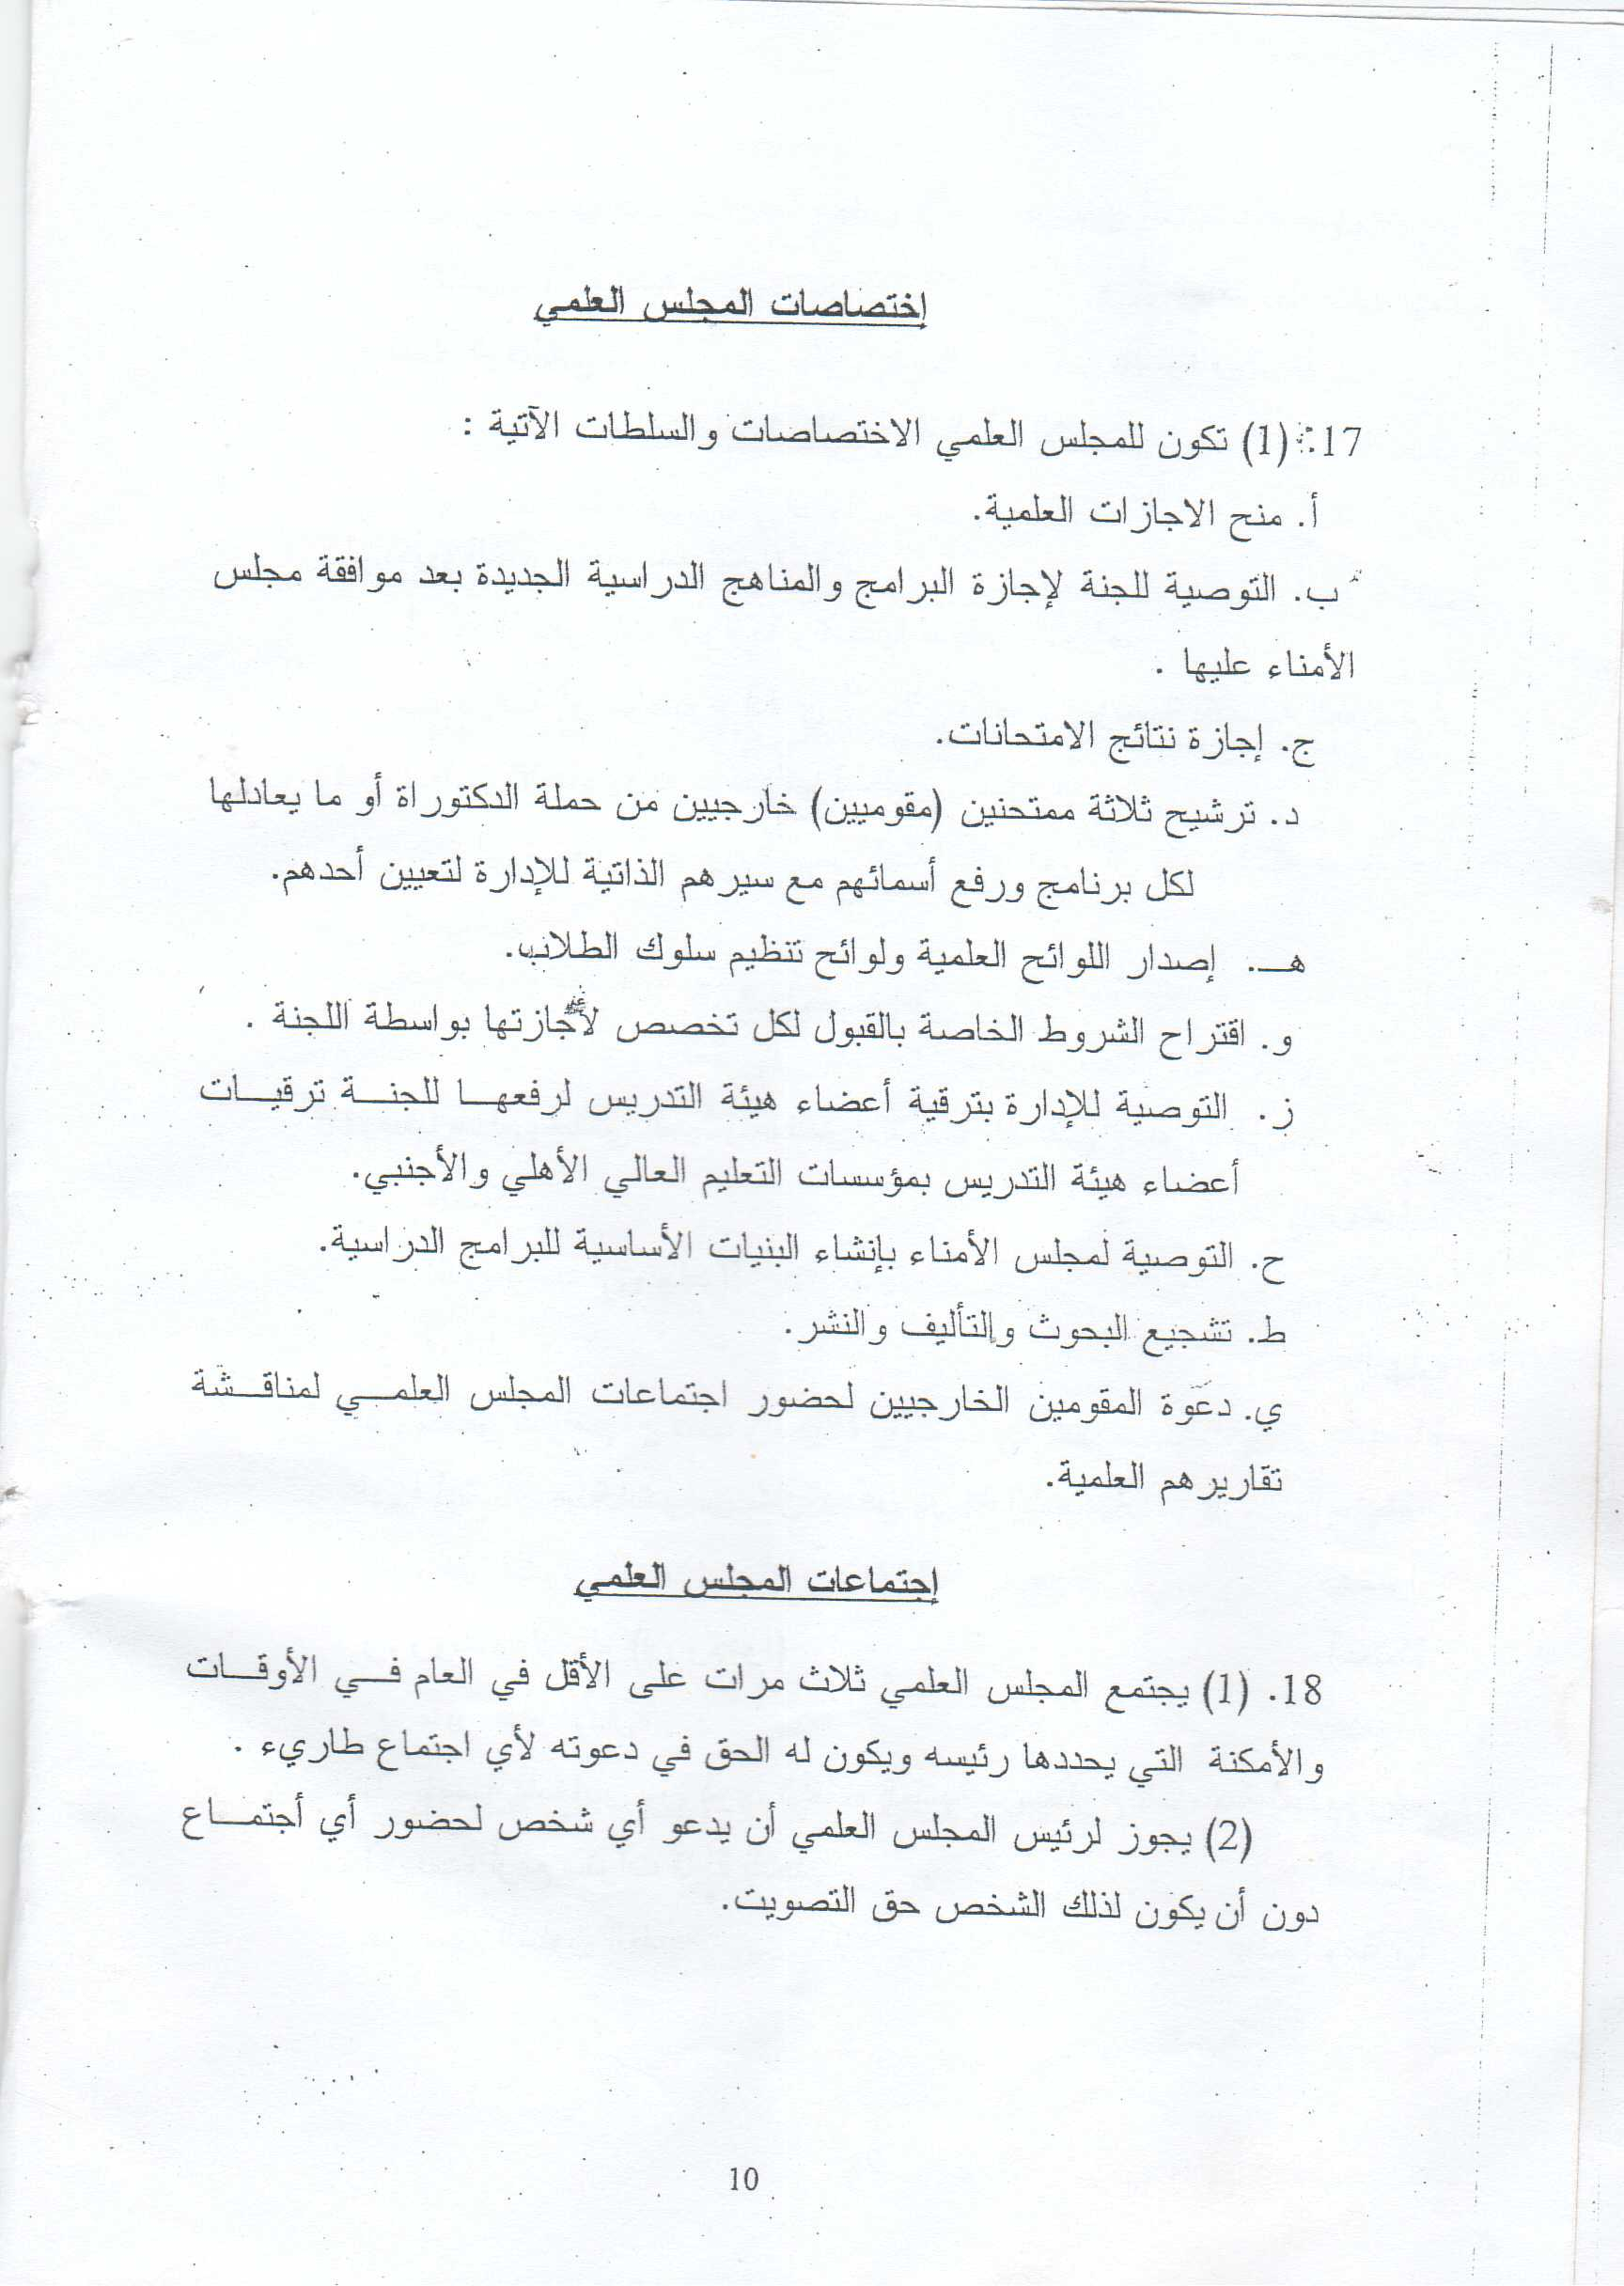 إختصاصات المجلس العلمي
17. (1) تكون للمجلس العلمي الاختصاصات والسلطات الآتية :
أ. منح الاجازات العلمية.
ب. التوصية للجنة لإجازة البرامج والمناهج الدراسية الجديدة بعد موافقة مجلس
الأمناء عليها .
ج. إجازة نتائج الامتحانات.
د. ترشيح ثلاثة ممتحنين (مقوميين) خارجيين من حملة الدكتوراة أو ما يعادلها
لكل برنامج ورفع أسمائهم مع سيرهم الذاتية للإدارة لتعيين أحدهم.
هـ. إصدار اللوائح العلمية ولوائح تنظيم سلوك الطلاب.
و. اقتراح الشروط الخاصة بالقبول لكل تخصص لأجازتها بواسطة اللجنة .
ز. التوصية للإدارة بترقية أعضاء هيئة التدريس لرفعها للجنة ترقيات
أعضاء هيئة التدريس بمؤسسات التعليم العالي الأهلي والأجنبي.
ح. التوصية لمجلس الأمناء بإنشاء البنيات الأساسية للبرامج الدراسية.
ط. تشجيع البحوث والتأليف والنشر.
ي. دعوة المقومين الخارجيين لحضور اجتماعات المجلس العلمي لمناقشة
تقاريرهم العلمية.
إجتماعات المجلس العلمي
18. (1) يجتمع المجلس العلمي ثلاث مرات على الأقل في العام في الأوقات
والأمكنة التي يحددها رئيسه ويكون له الحق في دعوته لأي اجتماع طاريء .
(2) يجوز لرئيس المجلس العلمي أن يدعو أي شخص لحضور أي أجتماع
دون أن يكون لذلك الشخص حق التصويت.
10